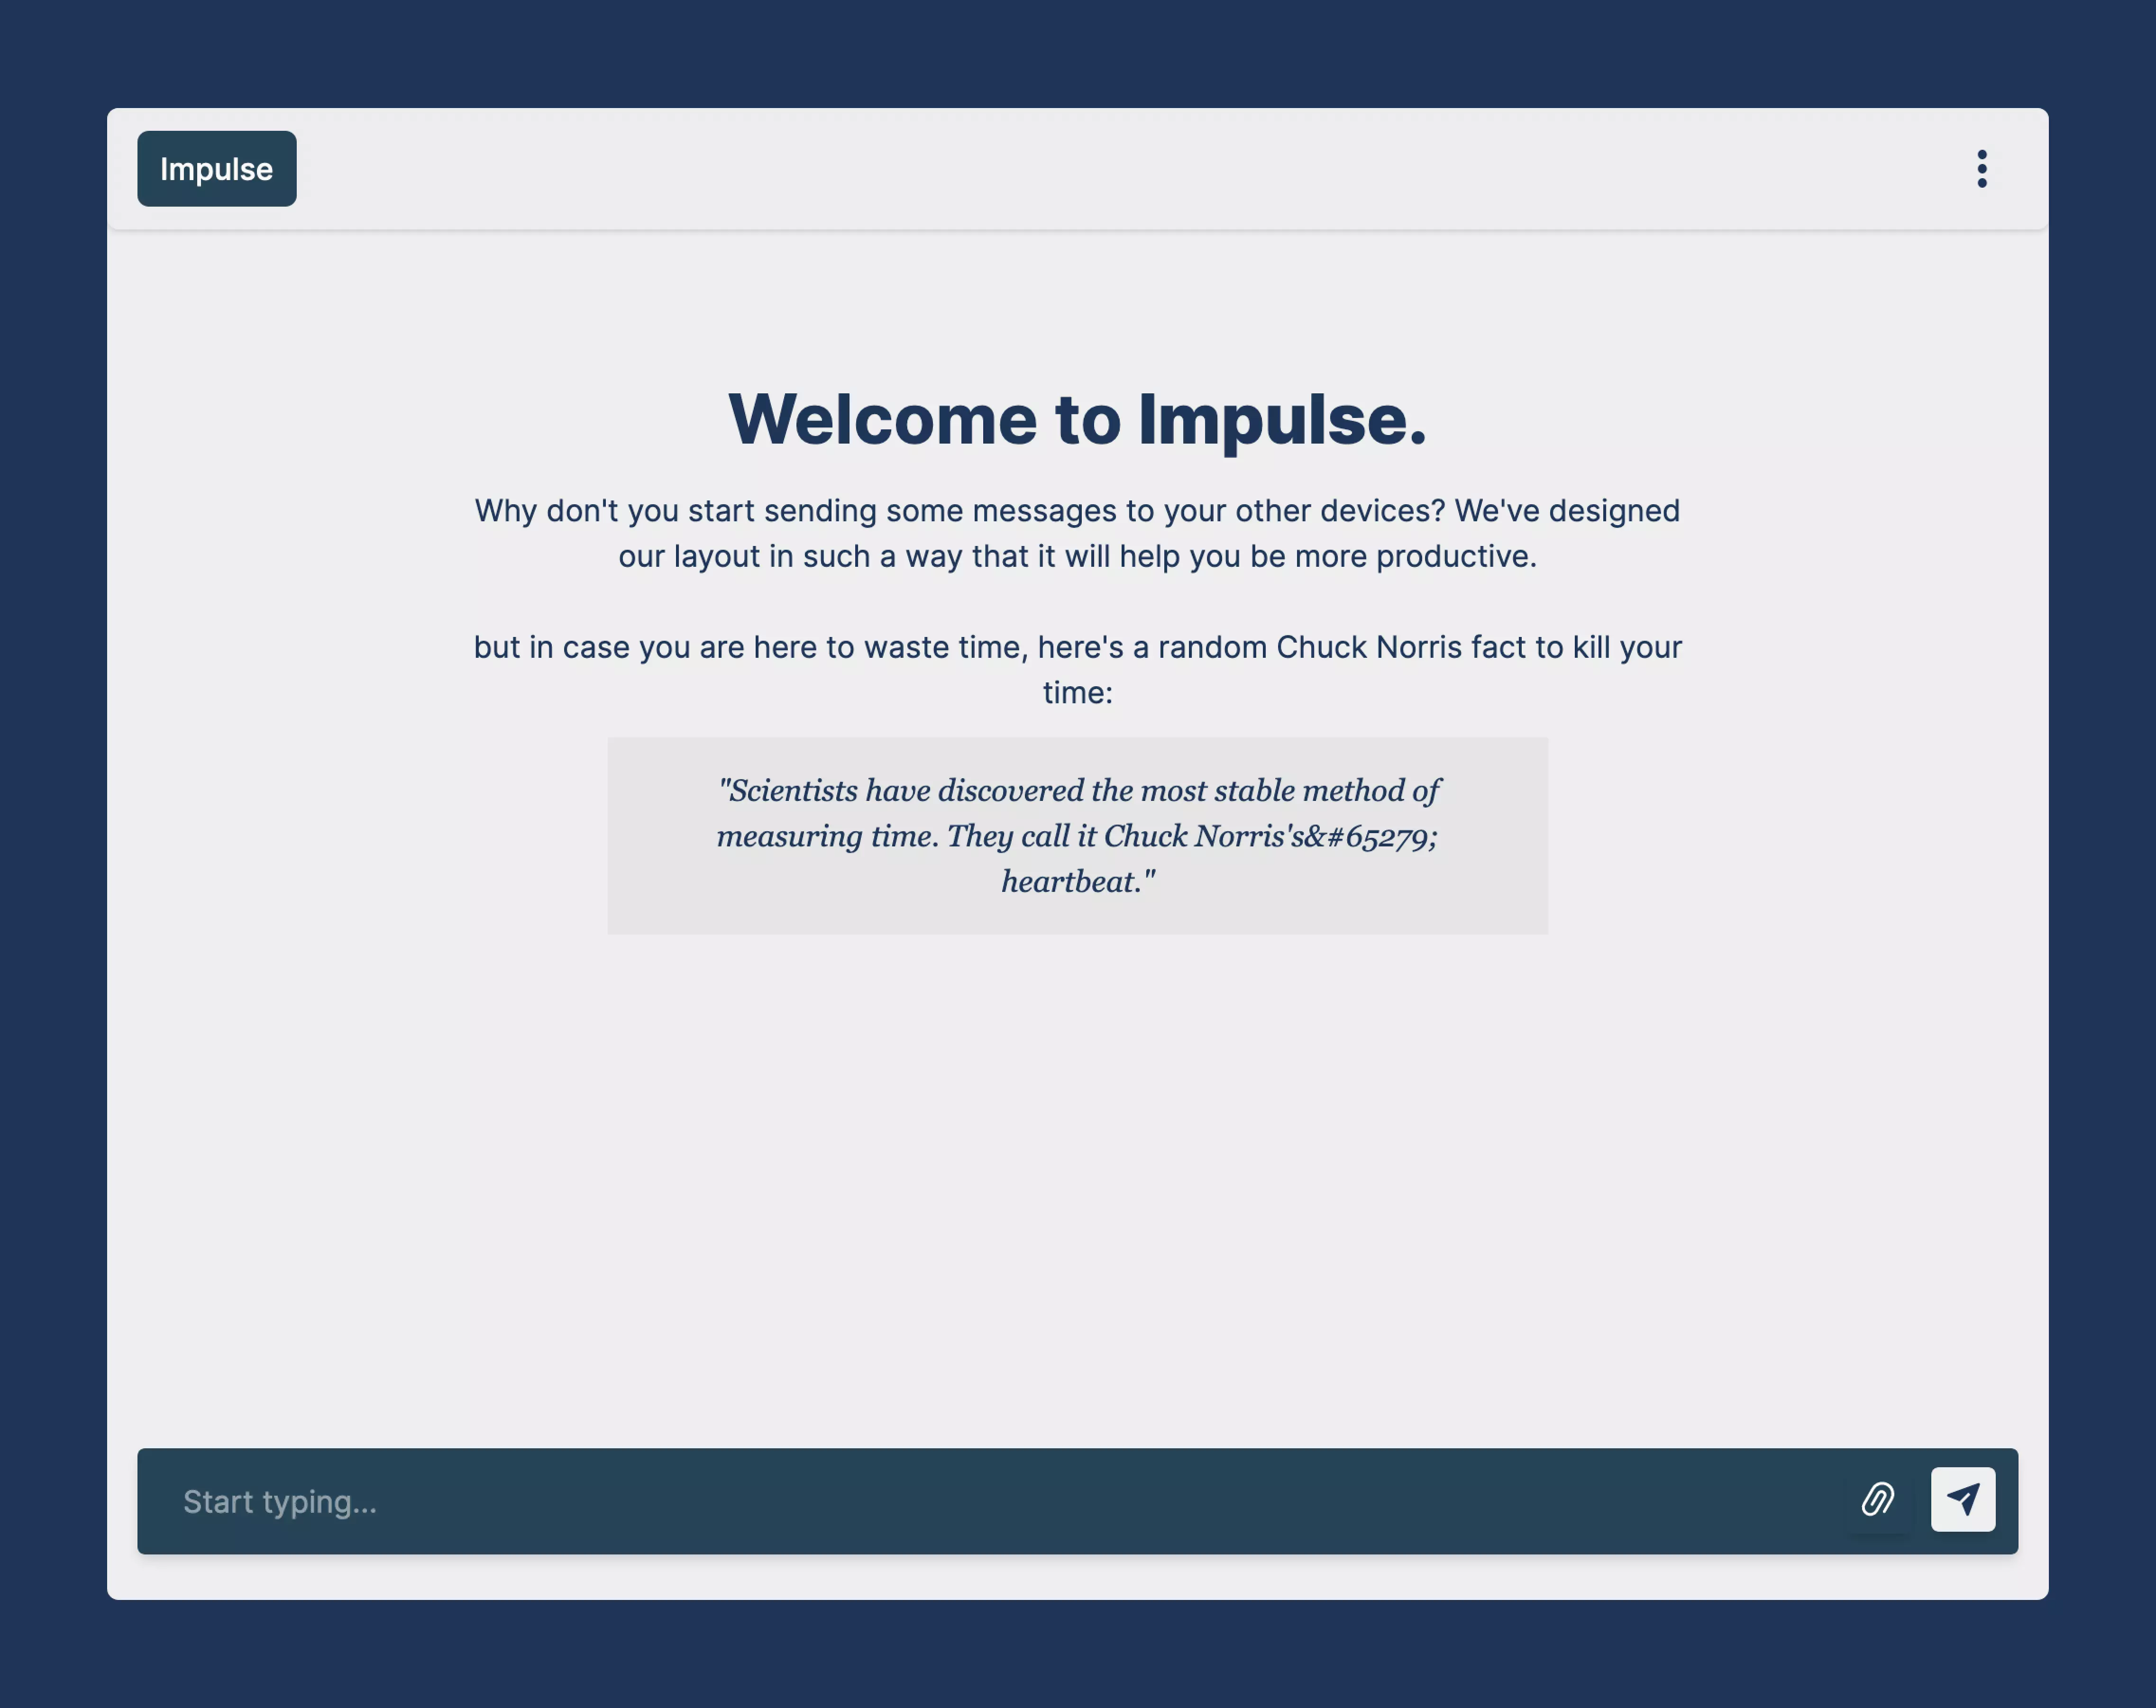 Impulse
Welcome to Impulse.
Why don't you start sending some messages to your other devices? We've designed
our layout in such a way that it will help you be more productive.
but in case you are here to waste time, here's a random Chuck Norris fact to kill your
time:
"Scientists have discovered the most stable method of
measuring time. They call it Chuck Norris's&#65279;
heartbeat."
Start typing...